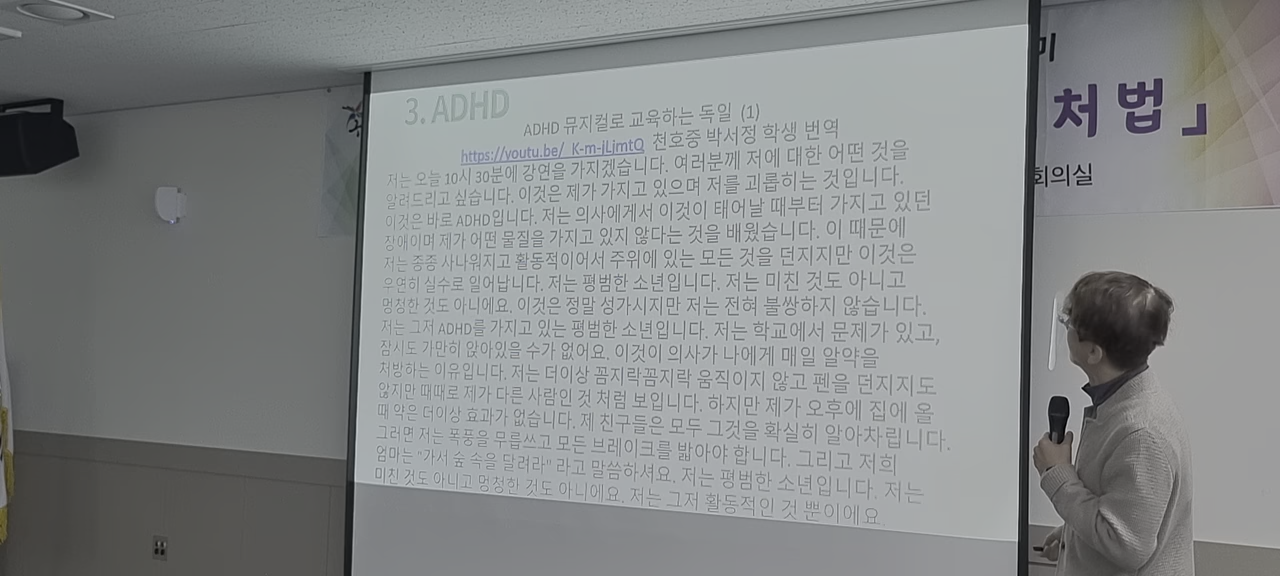 3. ADHD
ADHD 뮤지컬로 교육하는 독일 (1)
https://youtu.be/_K-m-iLjmtQ 천호중 박서정 학생 번역
저는 오늘 10시 30분에 강연을 가지겠습니다. 여러분께 저에 대한 어떤 것을
알려드리고 싶습니다. 이것은 제가 가지고 있으며 저를 괴롭히는 것입니다.
이것은 바로 ADHD입니다. 저는 의사에게서 이것이 태어날 때부터 가지고 있던
장애이며 제가 어떤 물질을 가지고 있지 않다는 것을 배웠습니다. 이 때문에
저는 종종 사나워지고 활동적이어서 주위에 있는 모든 것을 던지지만 이것은
우연히 실수로 일어납니다. 저는 평범한 소년입니다. 저는 미친 것도 아니고
멍청한 것도 아니에요. 이것은 정말 성가시지만 저는 전혀 불쌍하지 않습니다.
저는 그저 ADHD를 가지고 있는 평범한 소년입니다. 저는 학교에서 문제가 있고,
잠시도 가만히 앉아있을 수가 없어요. 이것이 의사가 나에게 매일 알약을
처방하는 이유입니다. 저는 더이상 꼼지락꼼지락 움직이지 않고 펜을 던지지도
않지만 때때로 제가 다른 사람인 것 처럼 보입니다. 하지만 제가 오후에 집에 올
때 약은 더이상 효과가 없습니다. 제 친구들은 모두 그것을 확실히 알아차립니다.
그러면 저는 폭풍을 무릅쓰고 모든 브레이크를 밟아야 합니다. 그리고 저희
엄마는 "가서 숲 속을 달려라" 라고 말씀하셔요. 저는 평범한 소년입니다. 저는
미친 것도 아니고 멍청한 것도 아니에요. 저는 그저 활동적인 것 뿐이에요.
미
처법」
회의실